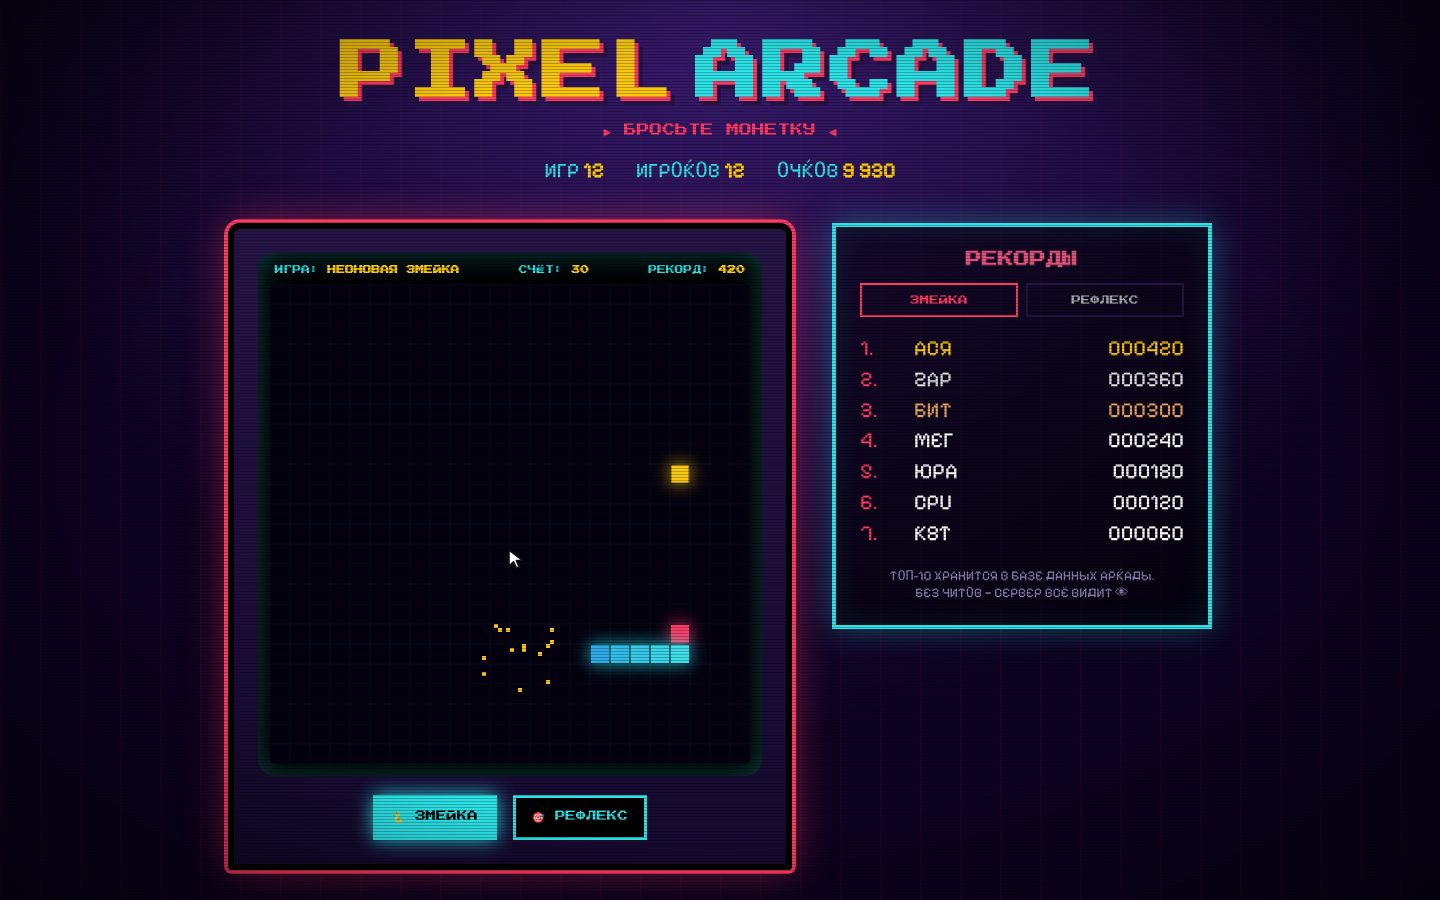 PIXEL ARCADE
▸ БРОСЬТЕ МОНЕТКУ ◂
ИГР 12 ИГРОКОВ 12 ОЧКОВ 9 930
ИГРА: НЕОНОВАЯ ЗМЕЙКА СЧЁТ: 30 РЕКОРД: 420
ЗМЕЙКА РЕФЛЕКС
РЕКОРДЫ
ЗМЕЙКА РЕФЛЕКС
1. АСЯ 000420
2. ZAP 000360
3. БИТ 000300
4. МЕГ 000240
5. ЮРА 000180
6. CPU 000120
7. К8Т 000060
ТОП-10 ХРАНИТСЯ В БАЗЕ ДАННЫХ АРКАДЫ.
БЕЗ ЧИТОВ - СЕРВЕР ВСЁ ВИДИТ 👁